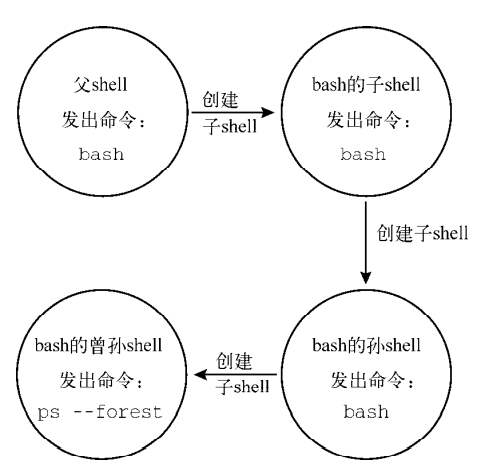 父shell
发出命令：
bash
创建
子shell
bash的子shell
发出命令：
bash
创建子shell
bash的孙shell
发出命令：
bash
创建
子shell
bash的曾孙shell
发出命令：
ps --forest